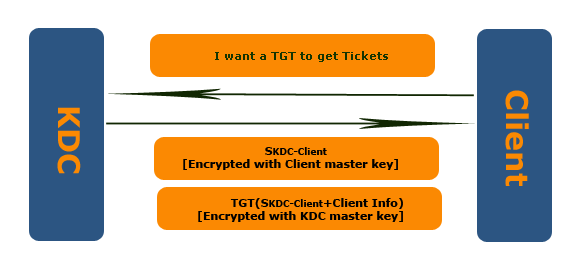 KDC
I want a TGT to get Tickets
Client
SKDC-Client
[Encrypted with Client master key]
TGT(SKDC-Client+Client Info)
[Encrypted with KDC master key]